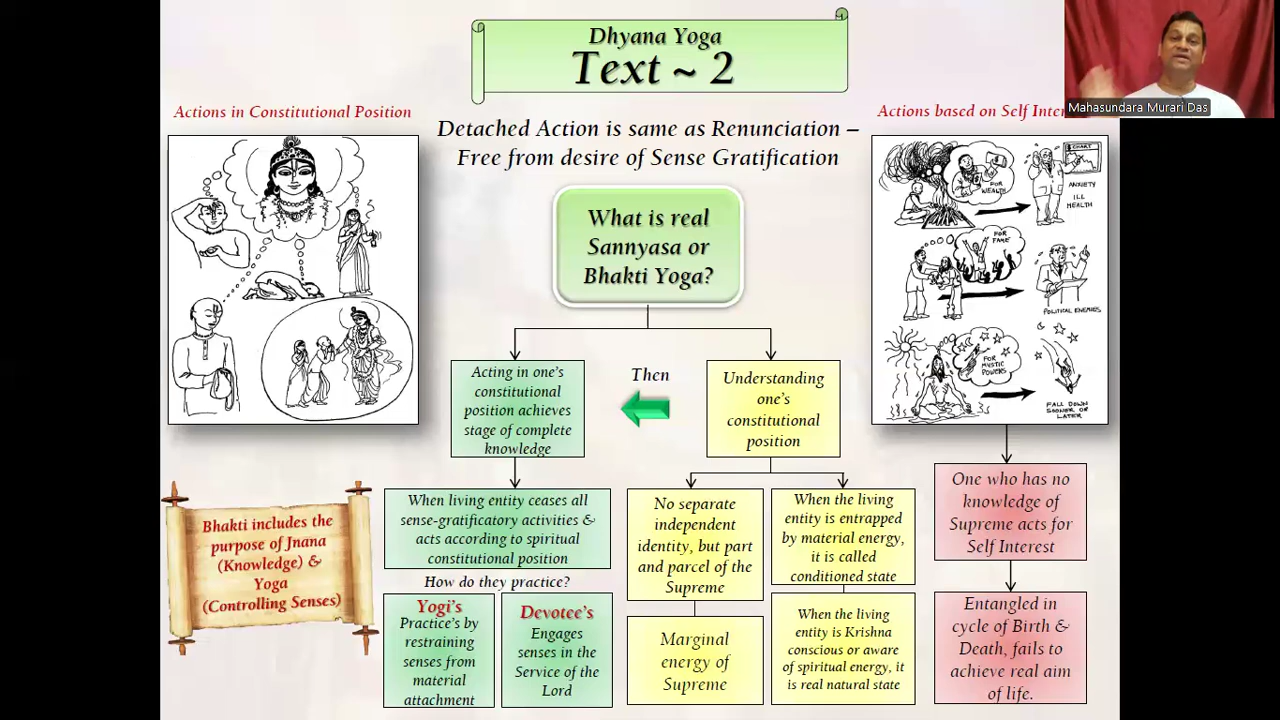 Dhyana Yoga
Text ~ 2
Mahasundara Murari Das
Actions in Constitutional Position
Detached Action is same as Renunciation –
Free from desire of Sense Gratification
Actions based on Self Inter
What is real
Sannyasa or
Bhakti Yoga?
CHART
FOR
WEALTH
ANXIETY
ILL
HEALTH
FOR
FAME
POLITICAL ENEMIES
FOR
MYSTIC
POWERS
FALL DOWN
SOONER OR
LATER
Acting in one's
constitutional
position achieves
stage of complete
knowledge
Then
Understanding
one's
constitutional
position
When living entity ceases all
sense-gratificatory activities &
acts according to spiritual
constitutional position
No separate
independent
identity, but part
and parcel of the
Supreme
When the living
entity is entrapped
by material energy,
it is called
conditioned state
One who has no
knowledge of
Supreme acts for
Self Interest
Bhakti includes the
purpose of Jnana
(Knowledge) &
Yoga
(Controlling Senses)
How do they practice?
Yogi's
Practice's by
restraining
senses from
material
attachment
Devotee's
Engages
senses in the
Service of the
Lord
Marginal
energy of
Supreme
When the living
entity is Krishna
conscious or aware
of spiritual energy, it
is real natural state
Entangled in
cycle of Birth &
Death, fails to
achieve real aim
of life.